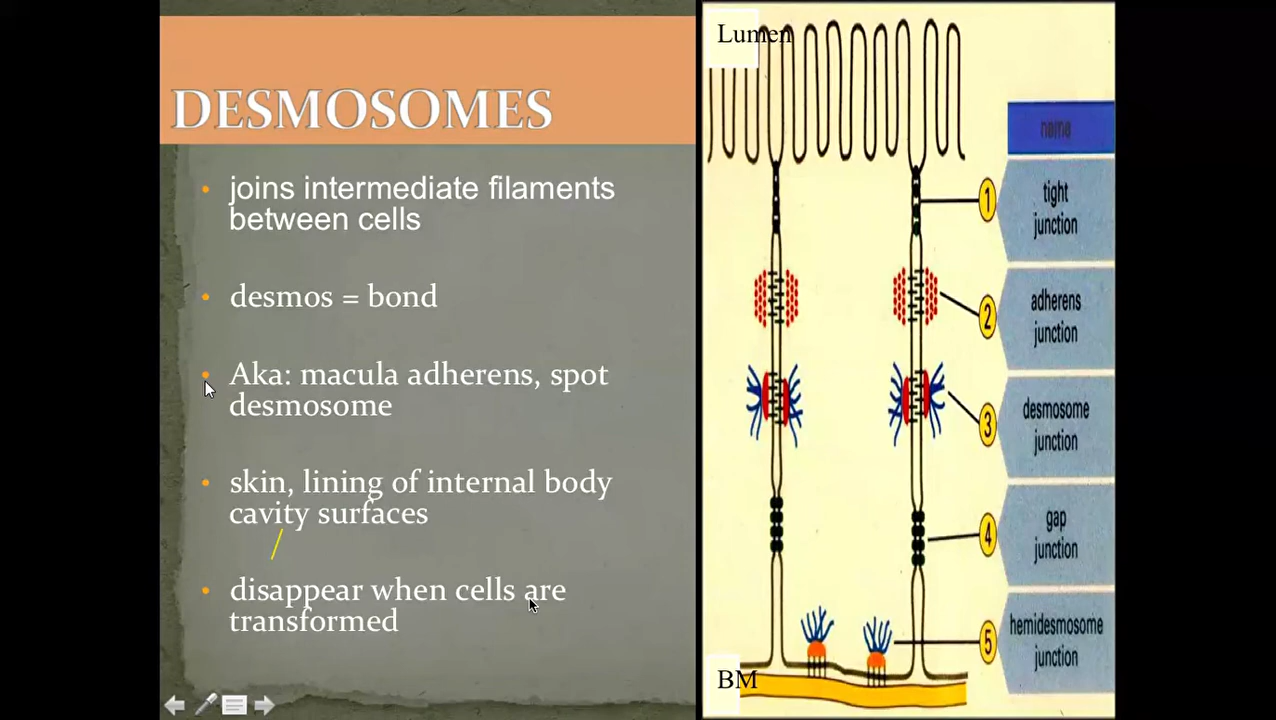 DESMOSOMES
joins intermediate filaments
between cells
desmos = bond
Aka: macula adherens, spot
desmosome
skin, lining of internal body
cavity surfaces
disappear when cells are
transformed
Lumen
name
1
tight
junction
2
adherens
junction
3
desmosome
junction
4
gap
junction
5
hemidesmosome
junction
BM